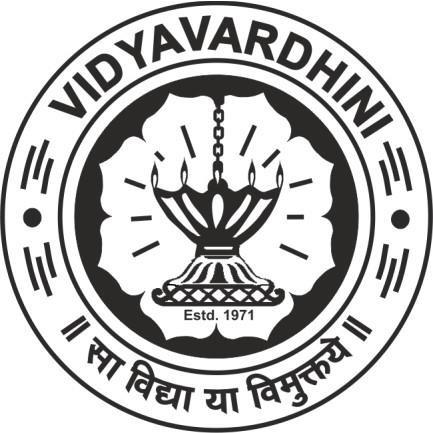 VIDYAVARDHINI
Estd. 1971
॥ सा विद्या या विमुक्तये ॥